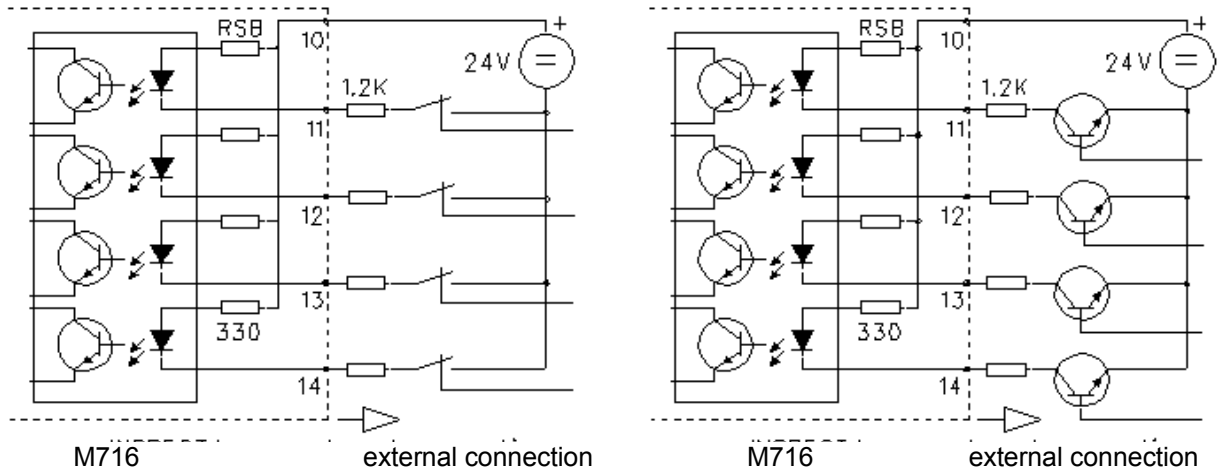 RSB
10
+
24V
1.2K
11
12
13
330
14
M716
external connection
RSB
10
+
24V
1.2K
11
12
13
330
14
M716
external connection